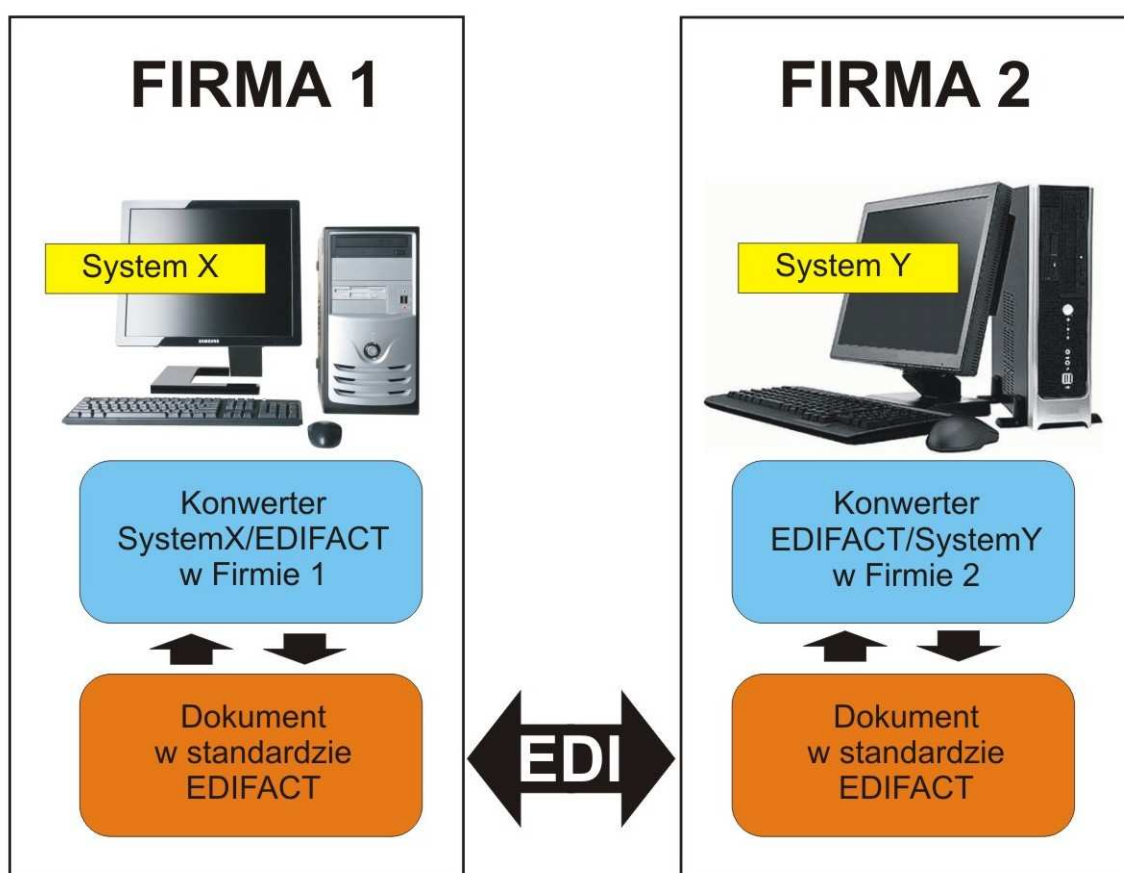 FIRMA 1
System X
SAMSUNG
Konwerter
SystemX/EDIFACT
w Firmie 1
Dokument
w standardzie
EDIFACT
EDI
FIRMA 2
System Y
Konwerter
EDIFACT/SystemY
w Firmie 2
Dokument
w standardzie
EDIFACT